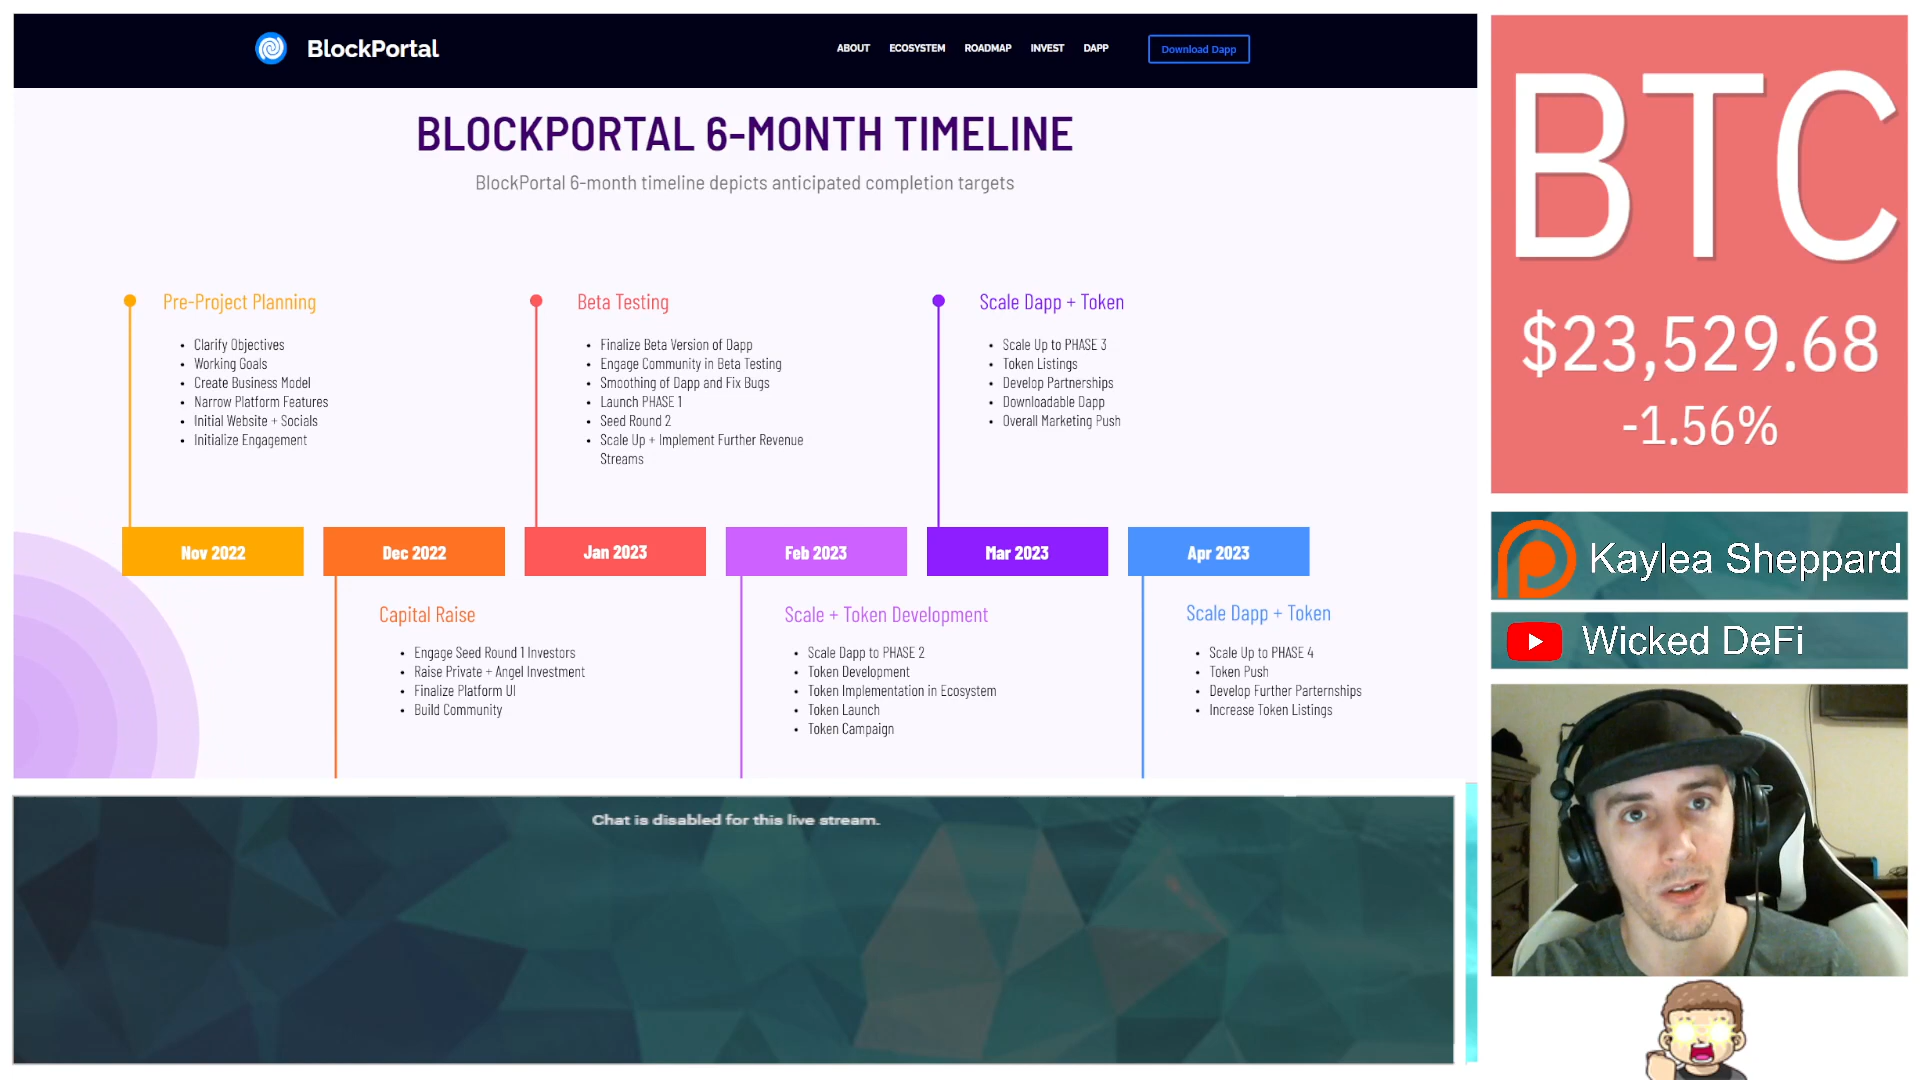 BlockPortal
ABOUT ECOSYSTEM ROADMAP INVEST DAPP Download Dapp
BLOCKPORTAL 6-MONTH TIMELINE
BlockPortal 6-month timeline depicts anticipated completion targets
Pre-Project Planning
• Clarify Objectives
• Working Goals
• Create Business Model
• Narrow Platform Features
• Initial Website + Socials
• Initialize Engagement
Beta Testing
• Finalize Beta Version of Dapp
• Engage Community in Beta Testing
• Smoothing of Dapp and Fix Bugs
• Launch PHASE 1
• Seed Round 2
• Scale Up + Implement Further Revenue
Streams
Scale Dapp + Token
• Scale Up to PHASE 3
• Token Listings
• Develop Partnerships
• Downloadable Dapp
• Overall Marketing Push
Nov 2022
Dec 2022
Jan 2023
Feb 2023
Mar 2023
Apr 2023
Capital Raise
• Engage Seed Round 1 Investors
• Raise Private + Angel Investment
• Finalize Platform UI
• Build Community
Scale + Token Development
• Scale Dapp to PHASE 2
• Token Development
• Token Implementation in Ecosystem
• Token Launch
• Token Campaign
Scale Dapp + Token
• Scale Up to PHASE 4
• Token Push
• Develop Further Parternships
• Increase Token Listings
Chat is disabled for this live stream.
BTC
$23,529.68
-1.56%
Kaylea Sheppard
Wicked DeFi